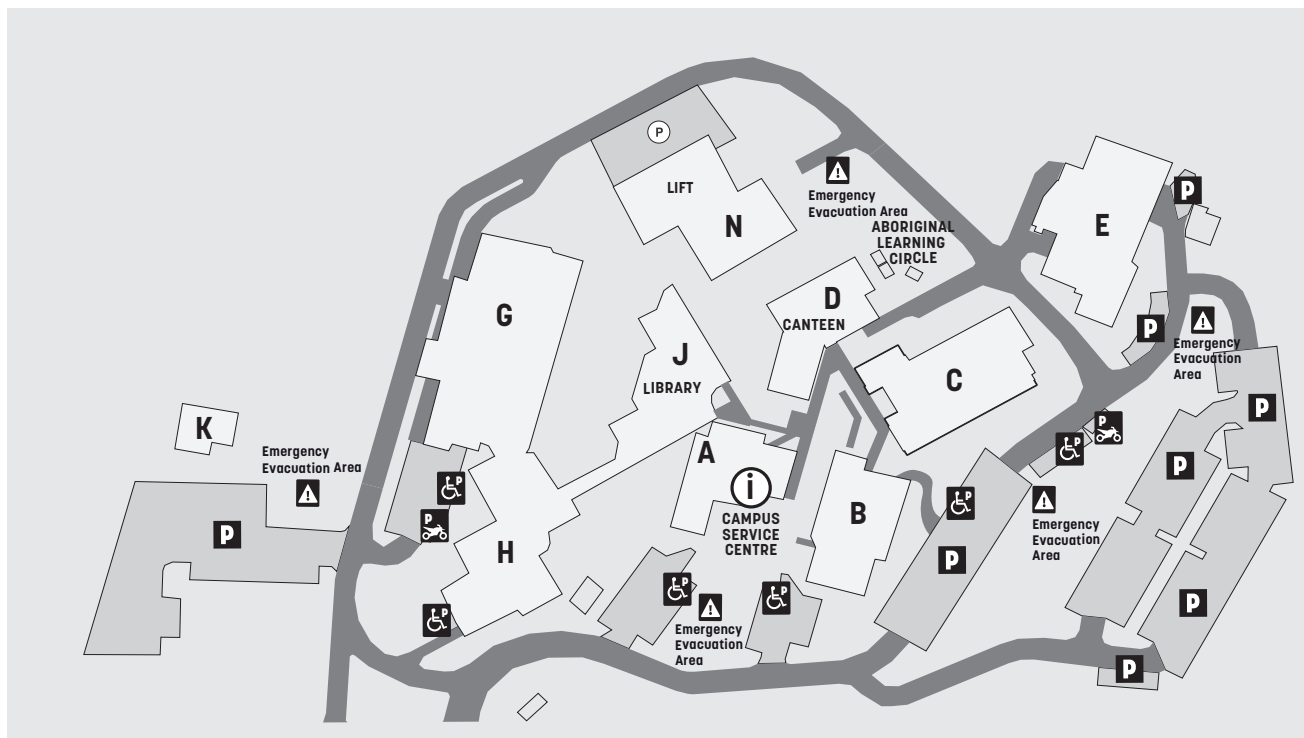 P
LIFT
N
Emergency
Evacuation Area
ABORIGINAL
LEARNING
CIRCLE
E
P
G
D
CANTEEN
P
Emergency
Evacuation
Area
J
LIBRARY
C
K
Emergency
Evacuation Area
A
i
CAMPUS
SERVICE
CENTRE
B
P
P
P
P
P
P
P
Emergency
Evacuation
Area
P
P
P
H
P
P
P
P
Emergency
Evacuation
Area
P
P